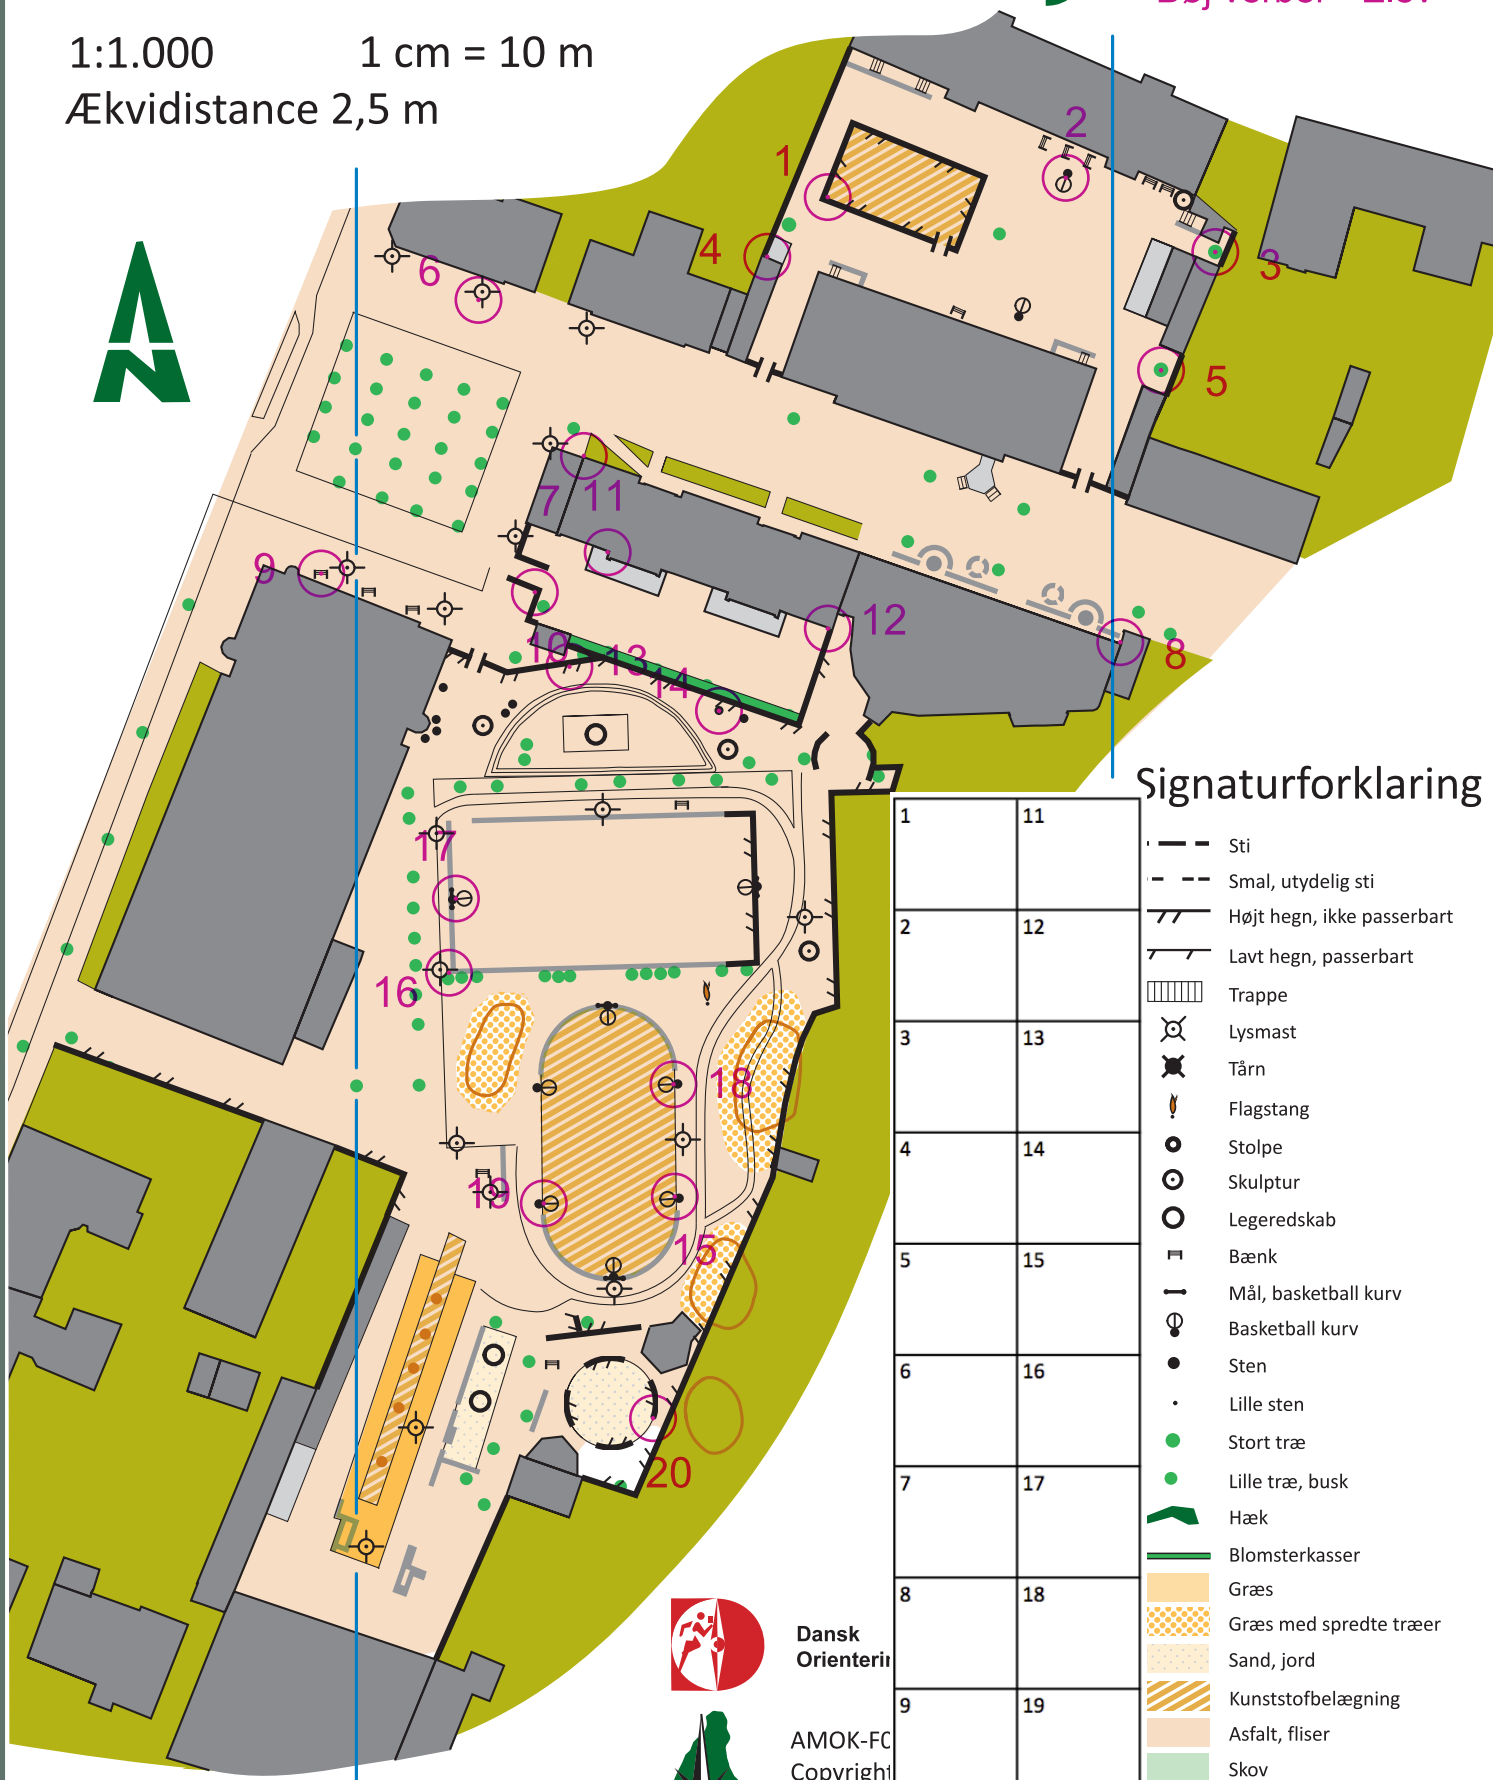 1:1.000 1 cm = 10 m
Ækvidistance 2,5 m
2
1
4
3
6
5
7
11
9
12
10
13
8
14
17
16
18
19
15
20
Signaturforklaring
Sti
Smal, utydelig sti
Højt hegn, ikke passerbart
Lavt hegn, passerbart
Trappe
Lysmast
Tårn
Flagstang
Stolpe
Skulptur
Legeredskab
Bænk
Mål, basketball kurv
Basketball kurv
Sten
Lille sten
Stort træ
Lille træ, busk
Hæk
Blomsterkasser
Græs
Græs med spredte træer
Sand, jord
Kunststofbelægning
Asfalt, fliser
Skov
1 11
2 12
3 13
4 14
5 15
6 16
7 17
8 18
9 19
Dansk
Orienteri
AMOK-FO
Copyright